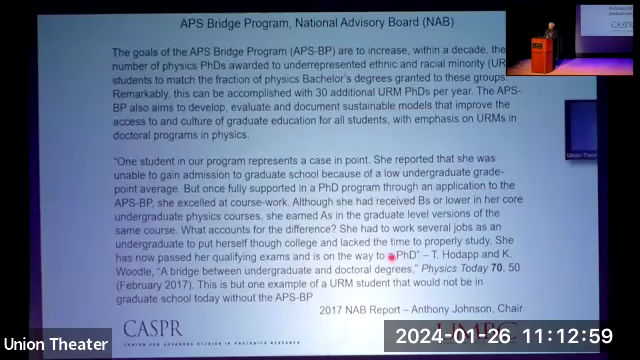 APS Bridge Program, National Advisory Board (NAB)
The goals of the APS Bridge Program (APS-BP) are to increase, within a decade, the
number of physics PhDs awarded to underrepresented ethnic and racial minority (UR
students to match the fraction of physics Bachelor's degrees granted to these groups.
Remarkably, this can be accomplished with 30 additional URM PhDs per year. The APS-
BP also aims to develop, evaluate and document sustainable models that improve the
access to and culture of graduate education for all students, with emphasis on URMs in
doctoral programs in physics.
"One student in our program represents a case in point. She reported that she was
unable to gain admission to graduate school because of a low undergraduate grade-
point average. But once fully supported in a PhD program through an application to the
APS-BP, she excelled at course-work. Although she had received Bs or lower in her core
undergraduate physics courses, she earned As in the graduate level versions of the
same course. What accounts for the difference? She had to work several jobs as an
undergraduate to put herself though college and lacked the time to properly study. She
has now passed her qualifying exams and is on the way to a PhD" – T. Hodapp and K.
Woodle, "A bridge between undergraduate and doctoral degrees," Physics Today 70, 50
(February 2017). This is but one example of a URM student that would not be in
graduate school today without the APS-BP
2017 NAB Report – Anthony Johnson, Chair
CASPR
CENTER FOR ADVANCED STUDIES IN PHOTONICS RESEARCH
UMBC
Union Theater
2024-01-26 11:12:59